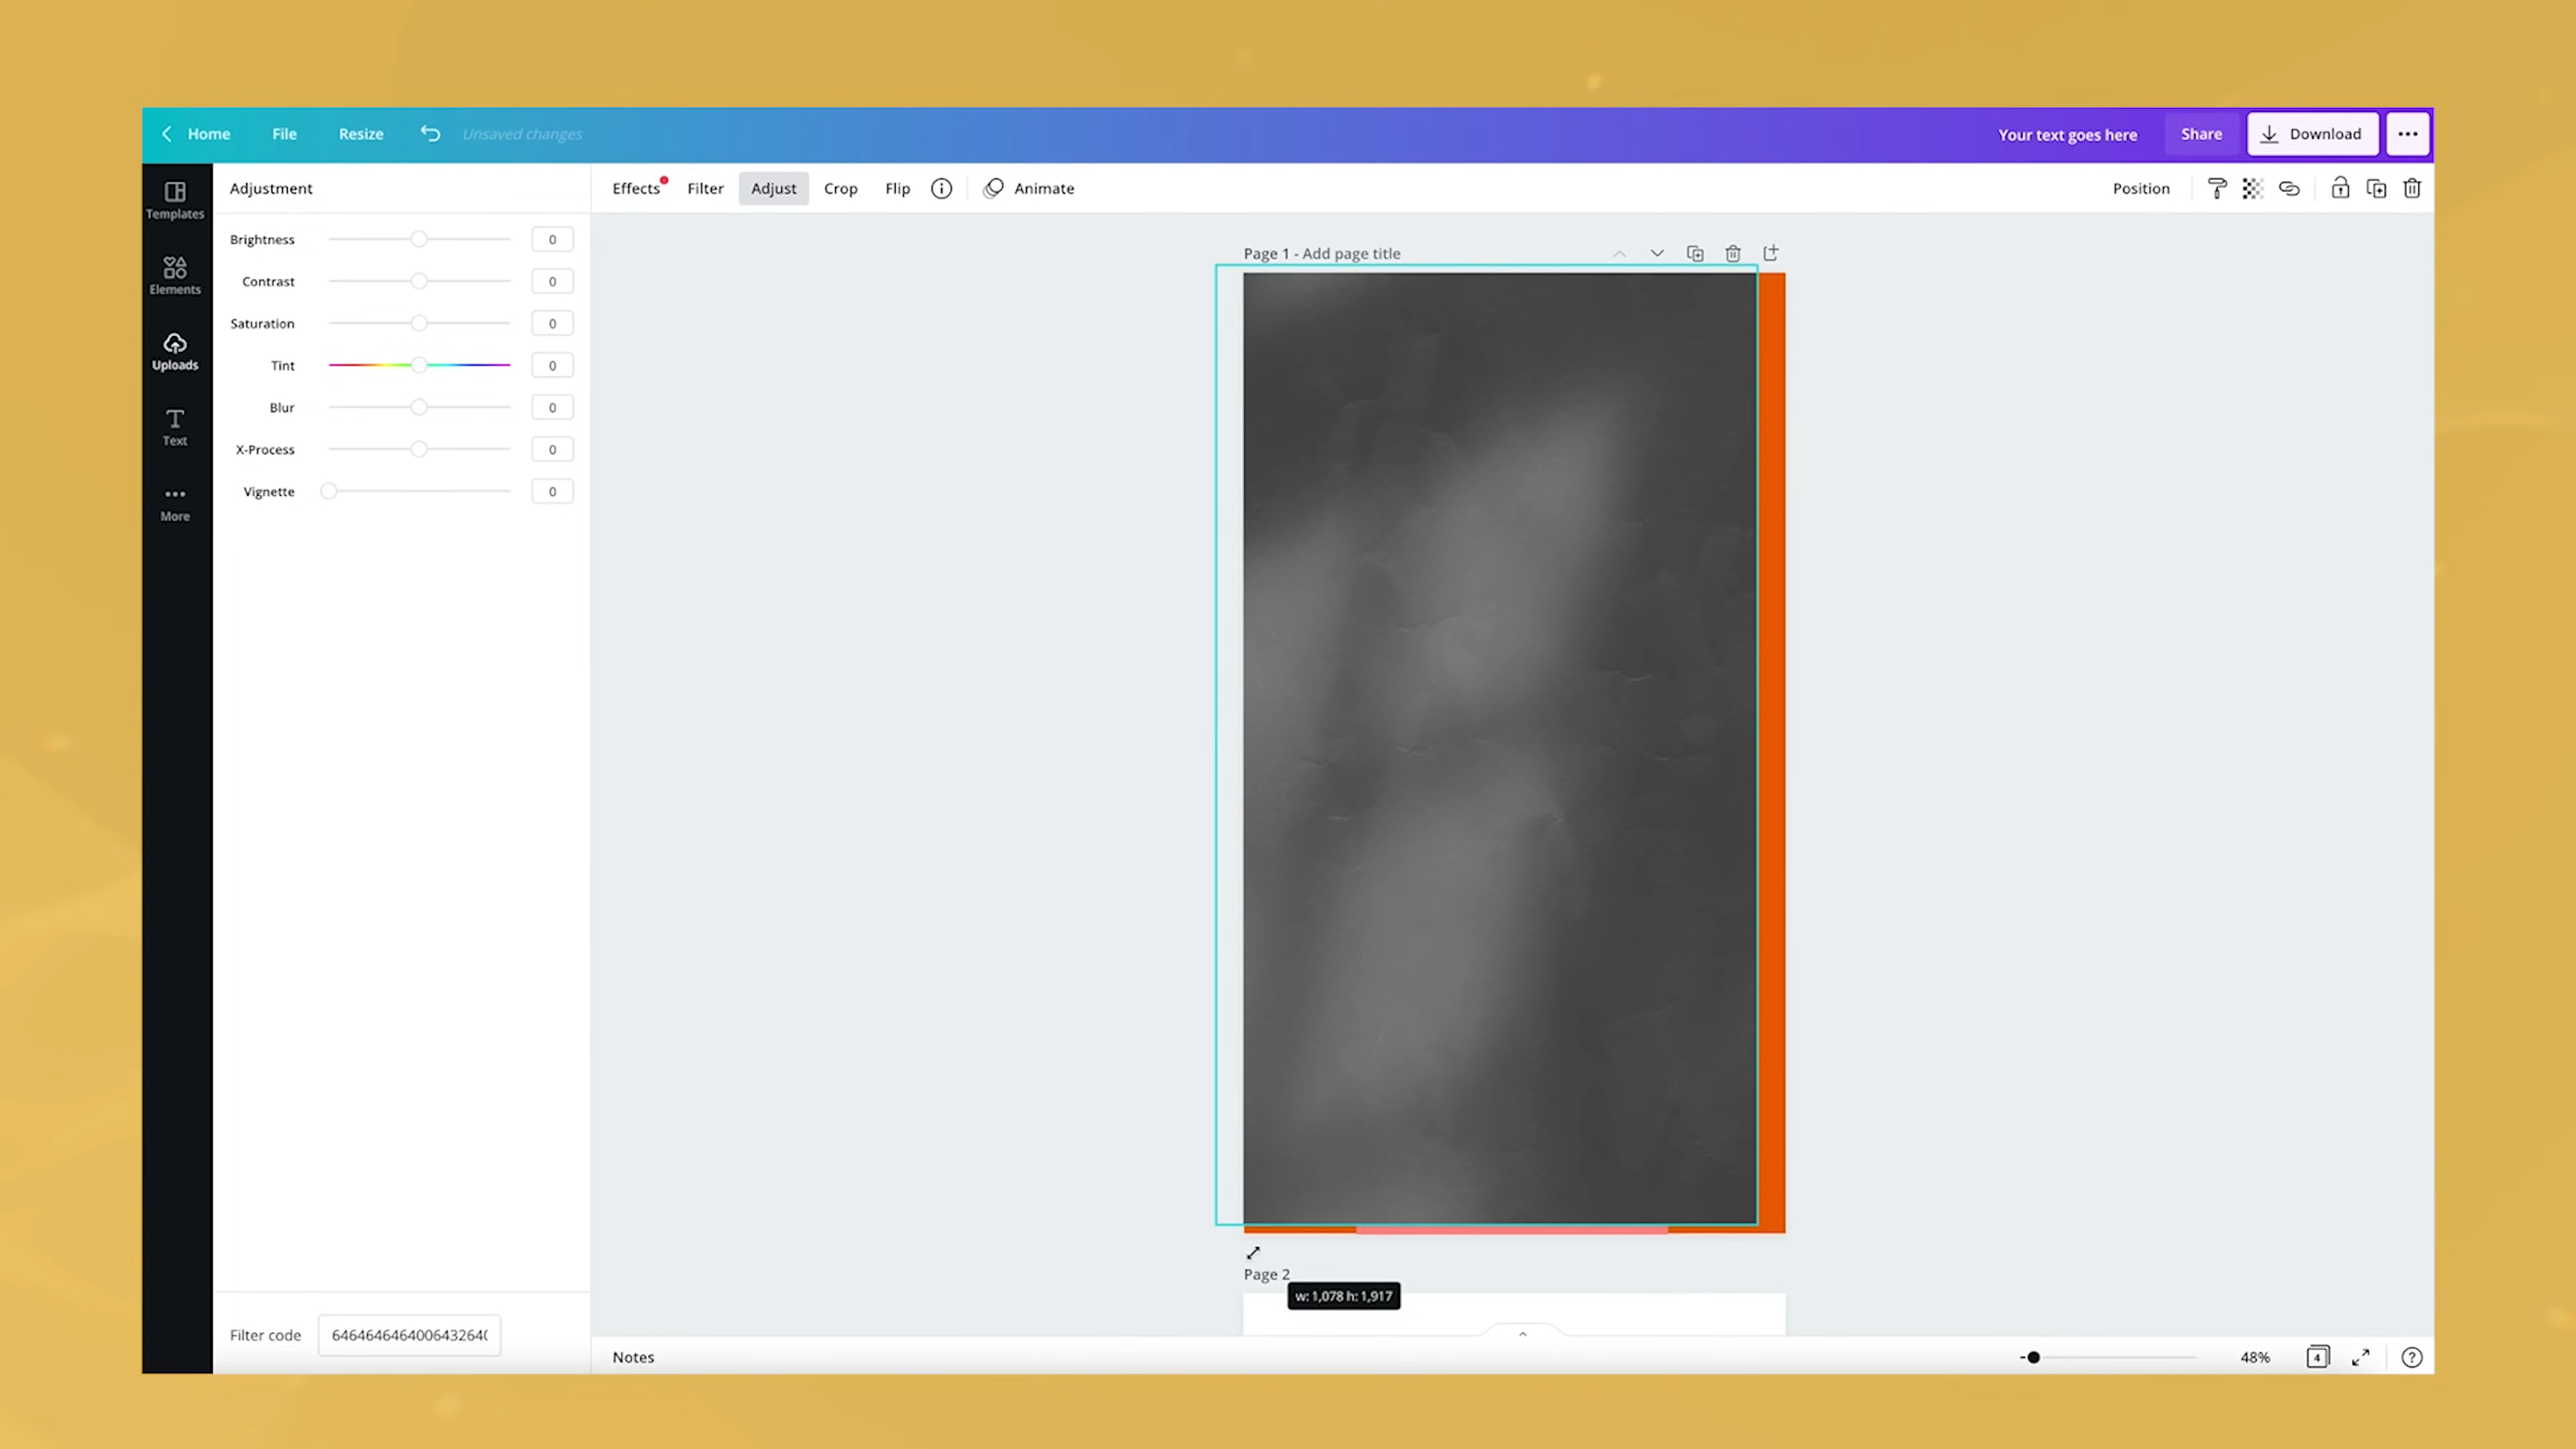 Home File Resize Unsaved changes Your text goes here Share Download
Templates
Elements
Uploads
Text
More
Adjustment
Brightness 0
Contrast 0
Saturation 0
Tint 0
Blur 0
X-Process 0
Vignette 0
Filter code 646464646400643264(
Effects Filter Adjust Crop Flip Animate Position
Page 1 - Add page title
Page 2
w: 1,078 h: 1,917
Notes 48% 4